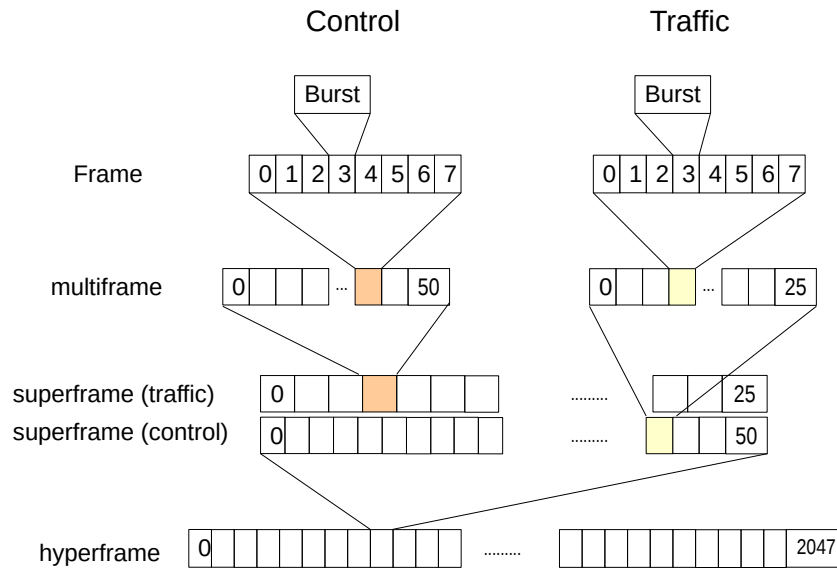 Control Traffic
Burst Burst
Frame 0 1 2 3 4 5 6 7 0 1 2 3 4 5 6 7
multiframe 0 ... 50 0 ... 25
superframe (traffic) 0 ......... 25
superframe (control) 0 ......... 50
hyperframe 0 ......... 2047